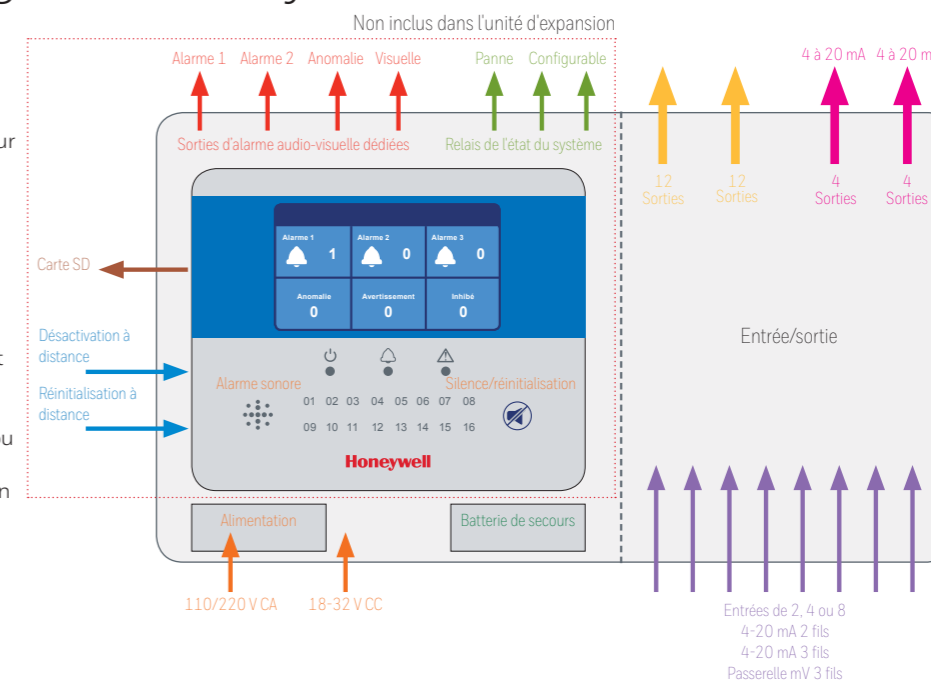 Non inclus dans l'unité d'expansion
Alarme 1 Alarme 2 Anomalie Visuelle
Panne Configurable
4 à 20 mA
Sorties d'alarme audio-visuelle dédiées
Relais de l'état du système
12
Sorties
12
Sorties
4
Sorties
4
Sorties
Carte SD
Désactivation à
distance
Réinitialisation à
distance
Alarme 1
1
Alarme 2
0
Alarme 3
0
Anomalie
0
Avertissement
0
Inhibé
0
Alarme sonore
Silence/réinitialisation
01 02 03 04 05 06 07 08
09 10 11 12 13 14 15 16
Honeywell
Entrée/sortie
Alimentation
Batterie de secours
110/220 V CA
18-32 V CC
Entrées de 2, 4 ou 8
4-20 mA 2 fils
4-20 mA 3 fils
Passerelle mV 3 fils